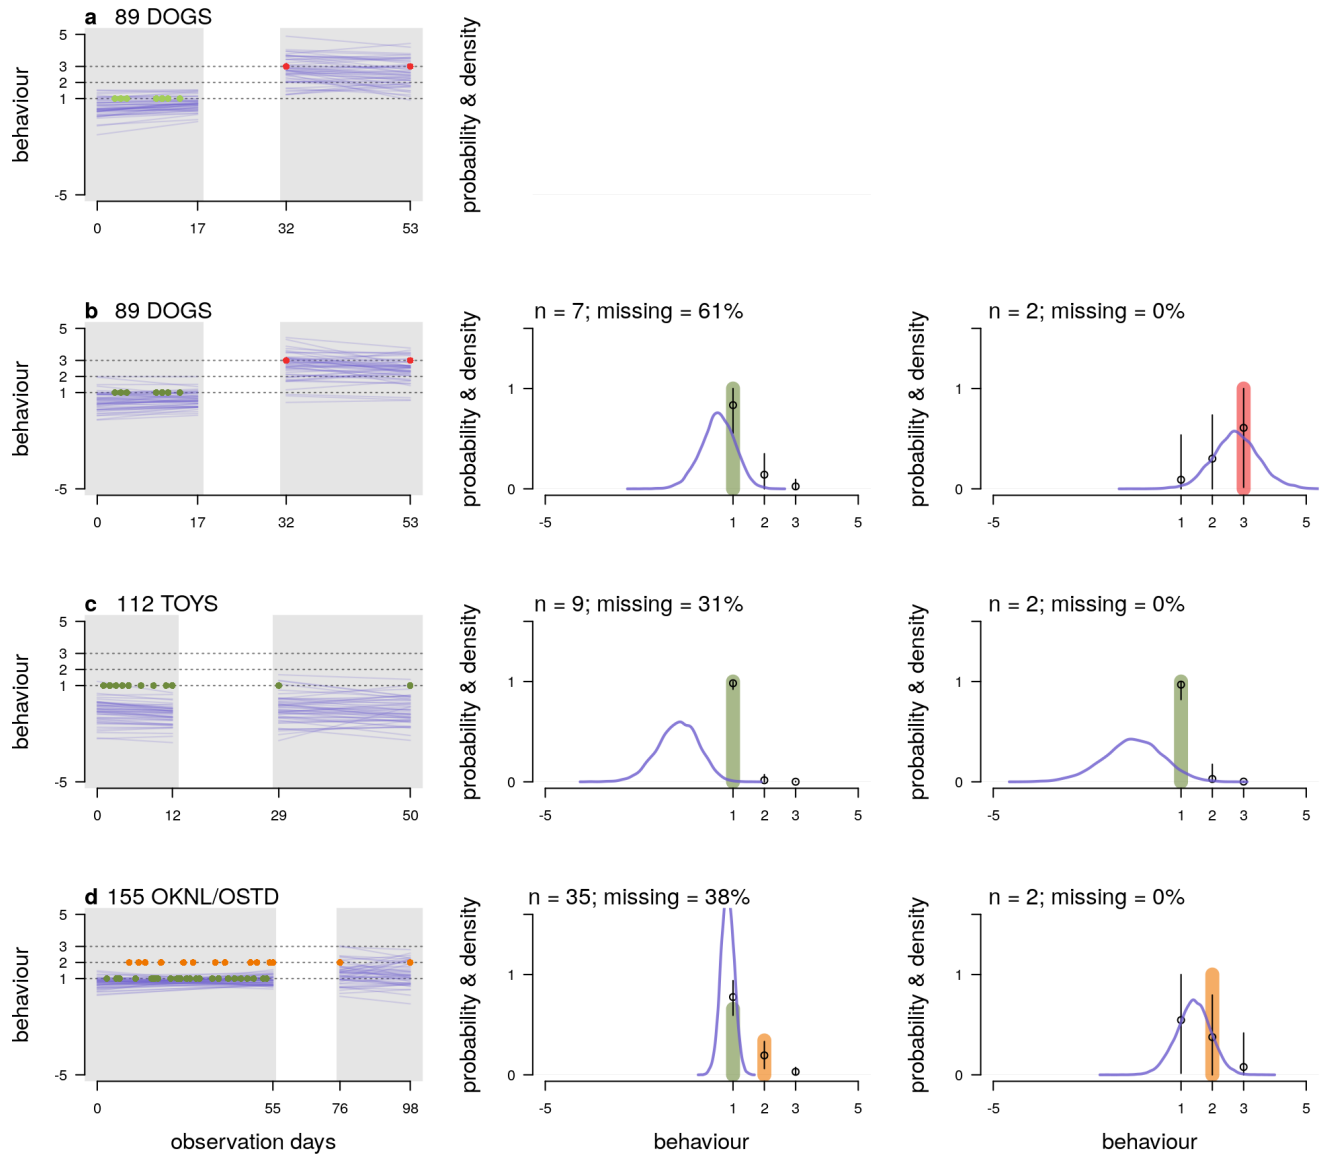 a 89 DOGS
behaviour
5
3
2
1
-5
0 17 32 53
probability & density
b 89 DOGS
behaviour
5
3
2
1
-5
0 17 32 53
n = 7; missing = 61%
probability & density
1
0
-5 1 2 3 5
n = 2; missing = 0%
probability & density
1
0
-5 1 2 3 5
c 112 TOYS
behaviour
5
3
2
1
-5
0 12 29 50
n = 9; missing = 31%
probability & density
1
0
-5 1 2 3 5
n = 2; missing = 0%
probability & density
1
0
-5 1 2 3 5
d 155 OKNL/OSTD
behaviour
5
3
2
1
-5
0 55 76 98
observation days
n = 35; missing = 38%
probability & density
1
0
-5 1 2 3 5
behaviour
n = 2; missing = 0%
probability & density
1
0
-5 1 2 3 5
behaviour